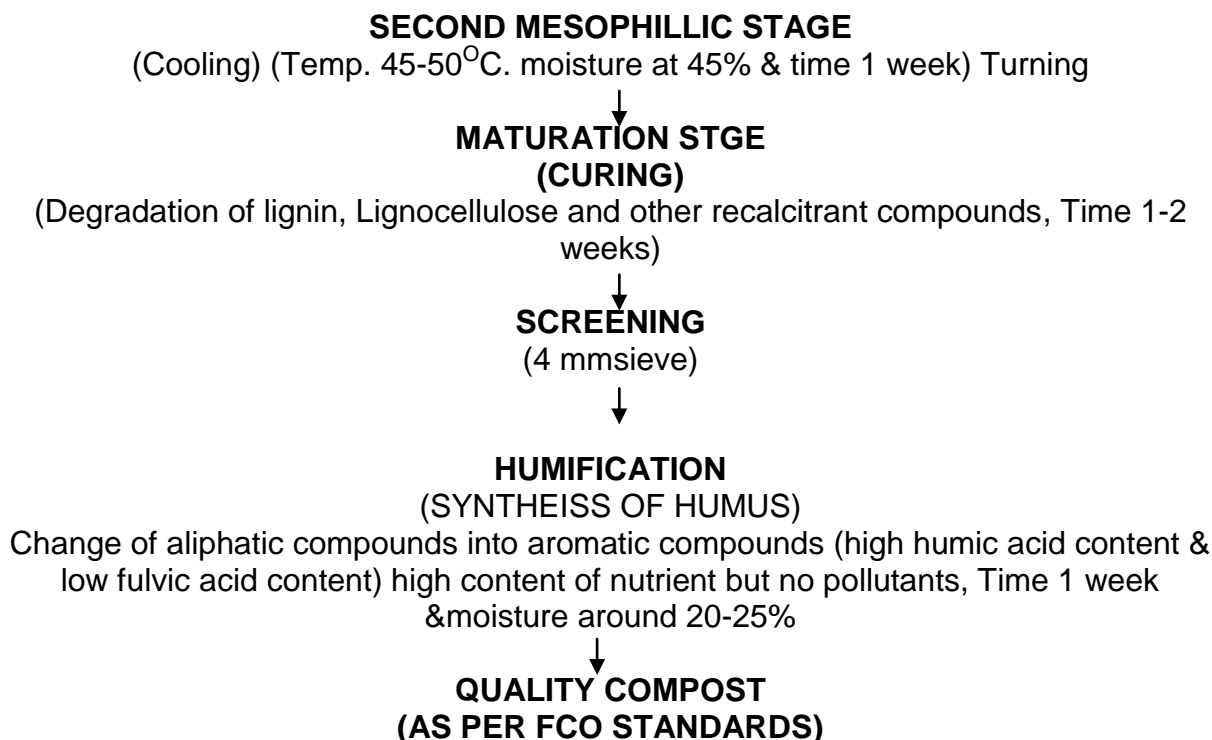 SECOND MESOPHILLIC STAGE
(Cooling) (Temp. 45-50ᴼC. moisture at 45% & time 1 week) Turning
MATURATION STGE
(CURING)
(Degradation of lignin, Lignocellulose and other recalcitrant compounds, Time 1-2
weeks)
SCREENING
(4 mmsieve)
HUMIFICATION
(SYNTHEISS OF HUMUS)
Change of aliphatic compounds into aromatic compounds (high humic acid content &
low fulvic acid content) high content of nutrient but no pollutants, Time 1 week
&moisture around 20-25%
QUALITY COMPOST
(AS PER FCO STANDARDS)